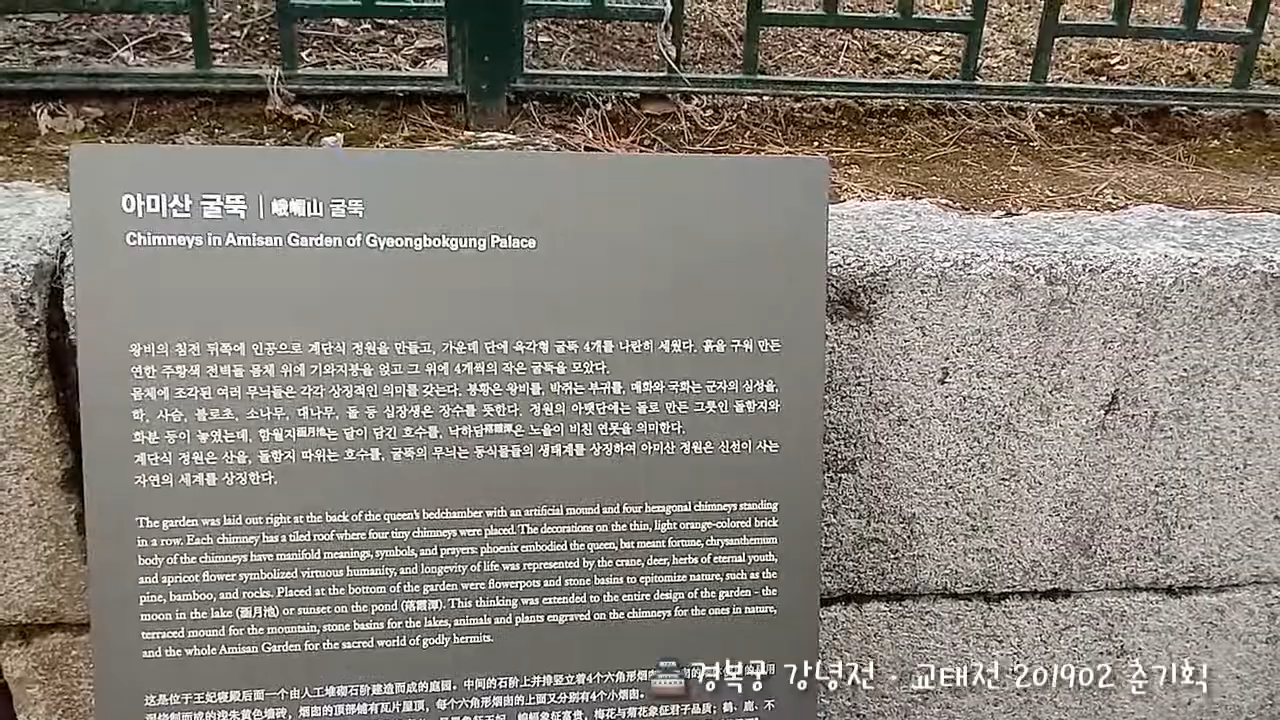 아미산 굴뚝 | 峨嵋山 굴뚝
Chimneys in Amisan Garden of Gyeongbokgung Palace
왕비의 침전 뒤쪽에 인공으로 계단식 정원을 만들고, 가운데 단에 육각형 굴뚝 4개를 나란히 세웠다. 흙을 구워 만든
연한 주황색 전벽돌 몸체 위에 기와지붕을 얹고 그 위에 4개씩의 작은 굴뚝을 모았다.
몸체에 조각된 여러 무늬들은 각각 상징적인 의미를 갖는다. 봉황은 왕비를, 박쥐는 부귀를, 매화와 국화는 군자의 심성을,
학, 사슴, 불로초, 소나무, 대나무, 돌 등 십장생은 장수를 뜻한다. 정원의 아랫단에는 돌로 만든 그릇인 돌함지와
화분 등이 놓였는데, 함월지涵月池는 달이 담긴 호수를, 낙하담落霞潭은 노을이 비친 연못을 의미한다.
계단식 정원은 산을, 돌함지 따위는 호수를, 굴뚝의 무늬는 동식물들의 생태계를 상징하여 아미산 정원은 신선이 사는
자연의 세계를 상징한다.
The garden was laid out right at the back of the queen's bedchamber with an artificial mound and four hexagonal chimneys standing
in a row. Each chimney has a tiled roof where four tiny chimneys were placed. The decorations on the thin, light orange-colored brick
body of the chimneys have manifold meanings, symbols, and prayers: phoenix embodied the queen, bat meant fortune, chrysanthemum
and apricot flower symbolized virtuous humanity, and longevity of life was represented by the crane, deer, herbs of eternal youth,
pine, bamboo, and rocks. Placed at the bottom of the garden were flowerpots and stone basins to epitomize nature, such as the
moon in the lake (涵月池) or sunset on the pond (落霞潭). This thinking was extended to the entire design of the garden - the
terraced mound for the mountain, stone basins for the lakes, animals and plants engraved on the chimneys for the ones in nature,
and the whole Amisan Garden for the sacred world of godly hermits.
这是位于王妃寝殿后面一个由人工堆砌石阶建造而成的庭园。中间的石阶上并排竖立着4个六角形烟
经복궁 강녕전 · 교태전 201902 춘기획
烧制而成的浅朱黄色墙砖，烟囱的顶部铺有瓦片屋顶，每个六角形烟囱的上面又分别有4个小烟囱。